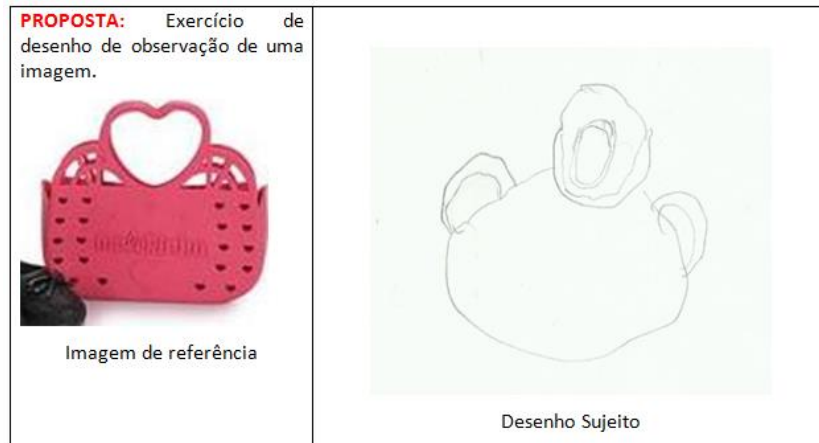 PROPOSTA: Exercício de
desenho de observação de uma
imagem.
Imagem de referência
Desenho Sujeito